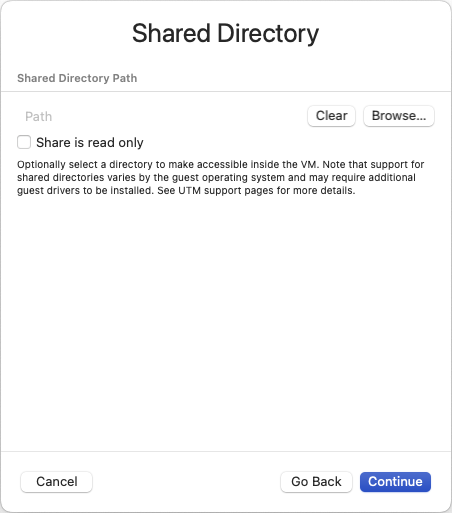 Shared Directory
Shared Directory Path
Path
Clear
Browse...
Share is read only
Optionally select a directory to make accessible inside the VM. Note that support for
shared directories varies by the guest operating system and may require additional
guest drivers to be installed. See UTM support pages for more details.
Cancel
Go Back
Continue